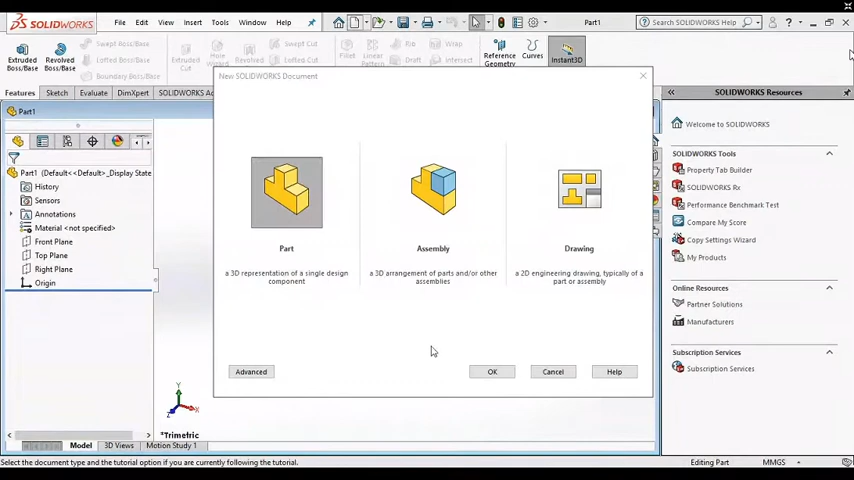 SOLIDWORKS File Edit View Insert Tools Window Help Part1 Search SOLIDWORKS Help
Extruded Boss/Base
Revolved Boss/Base
Swept Boss/Base
Lofted Boss/Base
Boundary Boss/Base
Extruded Cut
Hole Wizard
Revolved
Swept Cut
Lofted Cut
Fillet
Linear Pattern
Rib
Draft
Wrap
Intersect
Reference Geometry
Curves
Instant3D
Features Sketch Evaluate DimXpert SOLIDWORKS Ad
New SOLIDWORKS Document
SOLIDWORKS Resources
Part1
Part1 (Default<<Default>_Display State
History
Sensors
Annotations
Material <not specified>
Front Plane
Top Plane
Right Plane
Origin
Part
a 3D representation of a single design
component
Assembly
a 3D arrangement of parts and/or other
assemblies
Drawing
a 2D engineering drawing, typically of a
part or assembly
Advanced OK Cancel Help
Welcome to SOLIDWORKS
SOLIDWORKS Tools
Property Tab Builder
SOLIDWORKS Rx
Performance Benchmark Test
Compare My Score
Copy Settings Wizard
My Products
Online Resources
Partner Solutions
Manufacturers
Subscription Services
Subscription Services
Y
X
Z
*Trimetric
Model 3D Views Motion Study 1
Select the document type and the tutorial option if you are currently following the tutorial. Editing Part MMGS